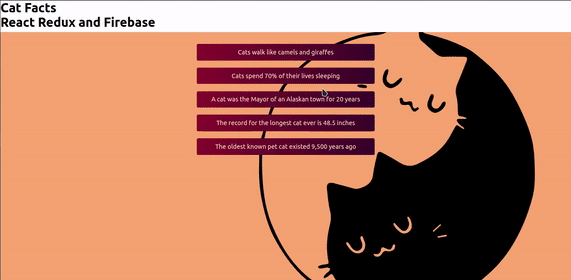 Cat Facts
React Redux and Firebase
Cats walk like camels and giraffes
Cats spend 70% of their lives sleeping
A cat was the Mayor of an Alaskan town for 20 years
The record for the longest cat ever is 48.5 inches
The oldest known pet cat existed 9,500 years ago